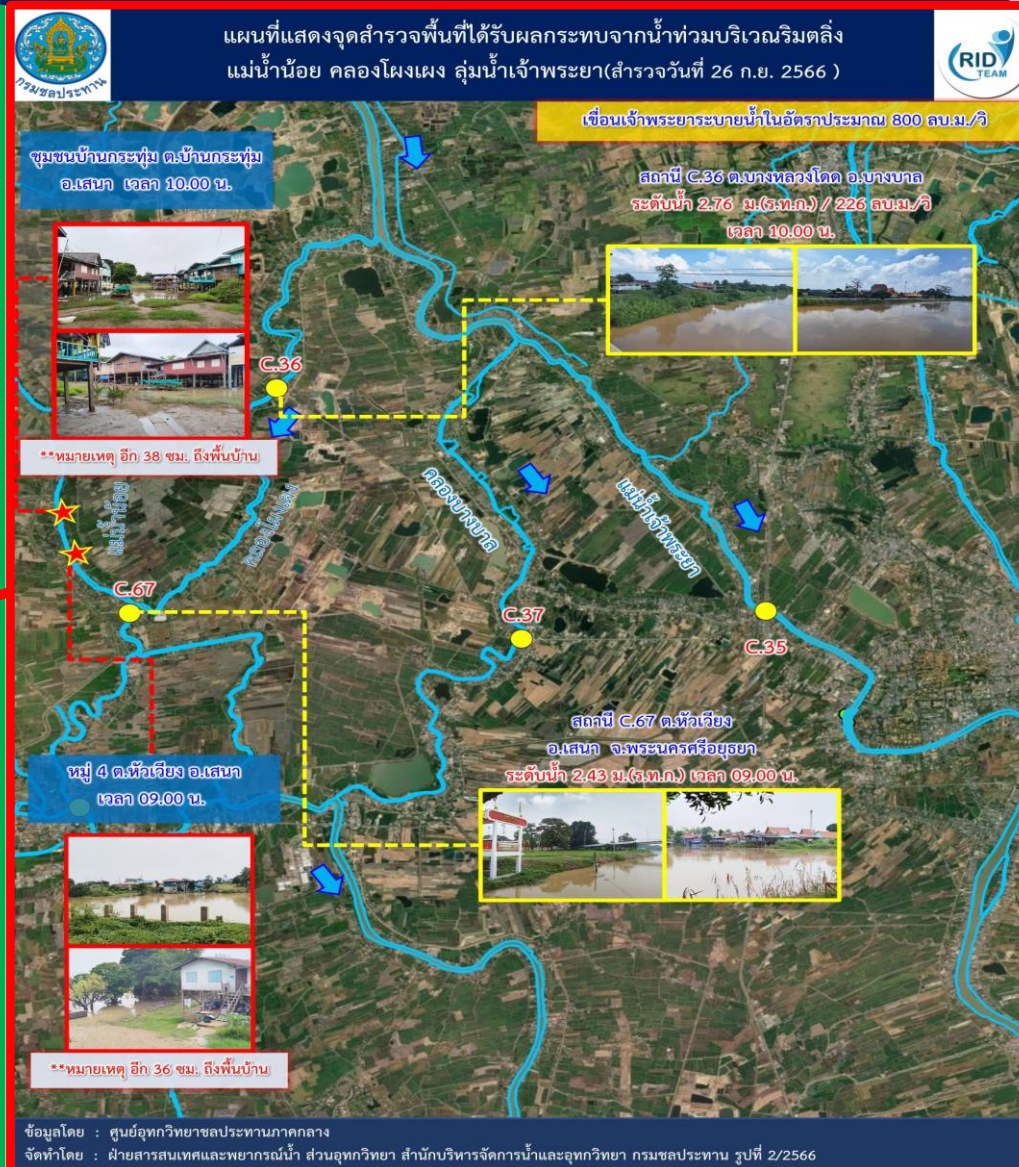 แผนที่แสดงจุดสำรวจพื้นที่ได้รับผลกระทบจากน้ำท่วมบริเวณริมตลิ่ง
แม่น้ำน้อย คลองโผงเผง ลุ่มน้ำเจ้าพระยา(สำรวจวันที่ 26 ก.ย. 2566 )
กรมชลประทาน
RID
TEAM
เขื่อนเจ้าพระยาระบายน้ำในอัตราประมาณ 800 ลบ.ม./วิ
ชุมชนบ้านกระทุ่ม ต.บ้านกระทุ่ม
อ.เสนา เวลา 10.00 น.
สถานี C.36 ต.บางหลวงโดด อ.บางบาล
ระดับน้ำ 2.76 ม.(ร.ท.ก.) / 226 ลบ.ม./วิ
เวลา 10.00 น.
C.36
**หมายเหตุ อีก 38 ซม. ถึงพื้นบ้าน
แม่น้ำน้อย
คลองโผงเผง
คลองบางบาล
แม่น้ำเจ้าพระยา
C.67
C.37
C.35
สถานี C.67 ต.หัวเวียง
อ.เสนา จ.พระนครศรีอยุธยา
ระดับน้ำ 2.43 ม.(ร.ท.ก.) เวลา 09.00 น.
หมู่ 4 ต.หัวเวียง อ.เสนา
เวลา 09.00 น.
**หมายเหตุ อีก 36 ซม. ถึงพื้นบ้าน
ข้อมูลโดย : ศูนย์อุทกวิทยาชลประทานภาคกลาง
จัดทำโดย : ฝ่ายสารสนเทศและพยากรณ์น้ำ ส่วนอุทกวิทยา สำนักบริหารจัดการน้ำและอุทกวิทยา กรมชลประทาน รูปที่ 2/2566